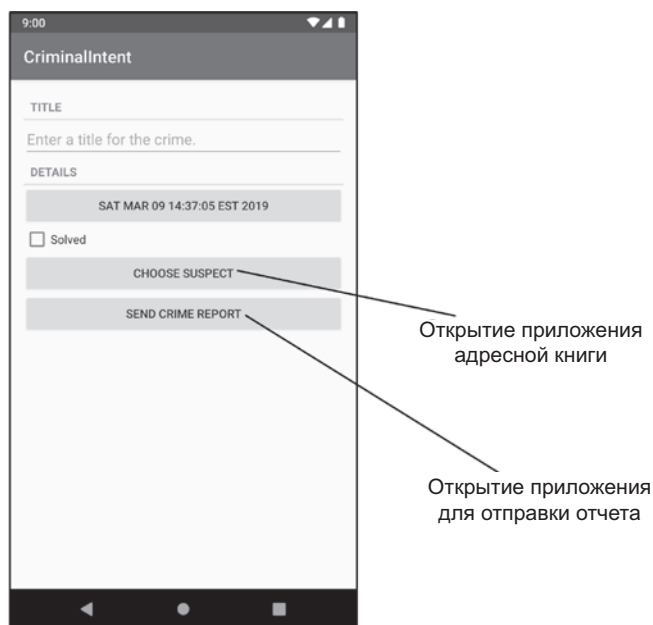 9:00
CriminalIntent
TITLE
Enter a title for the crime.
DETAILS
SAT MAR 09 14:37:05 EST 2019
Solved
CHOOSE SUSPECT
SEND CRIME REPORT
Открытие приложения
адресной книги
Открытие приложения
для отправки отчета